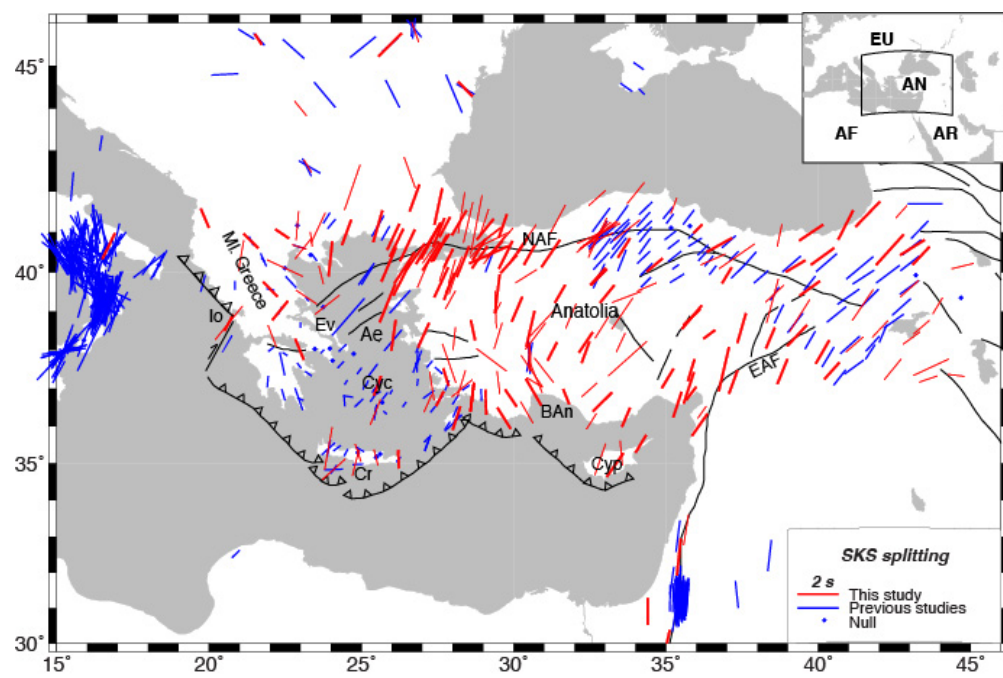 EU
AN
AF
AR
45°
40°
35°
30°
15°
20°
25°
30°
35°
40°
45°
NAF
Ml. Greece
Io
Ev
Ae
Anatolia
EAF
Cyc
BAn
Cr
Cyp
SKS splitting
2 s
This study
Previous studies
Null